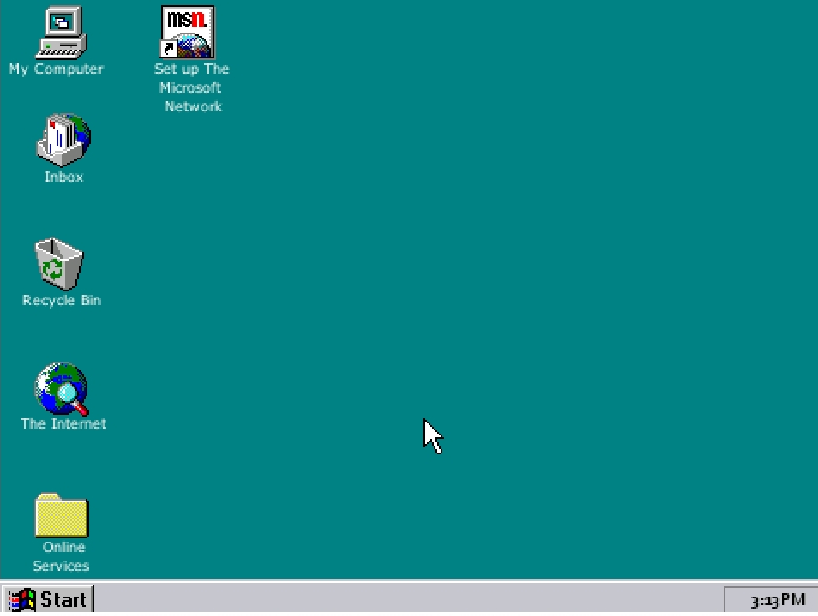 My Computer
msn.
Set up The
Microsoft
Network
Inbox
Recycle Bin
The Internet
Online
Services
Start
3:13 PM